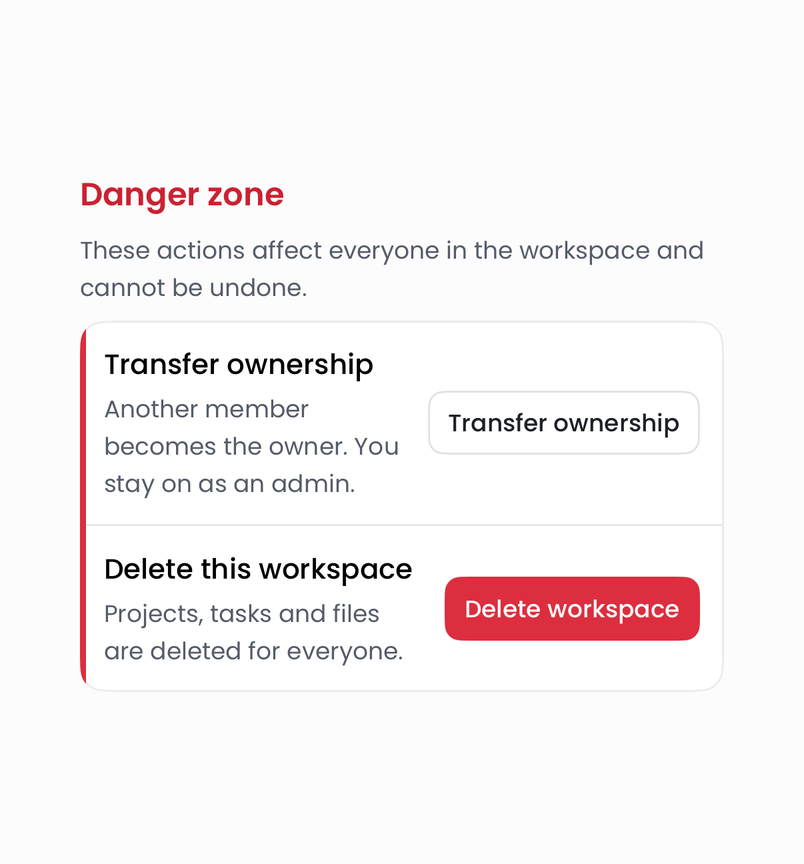 Danger zone
These actions affect everyone in the workspace and
cannot be undone.
Transfer ownership
Another member
becomes the owner. You
stay on as an admin.
Transfer ownership
Delete this workspace
Projects, tasks and files
are deleted for everyone.
Delete workspace